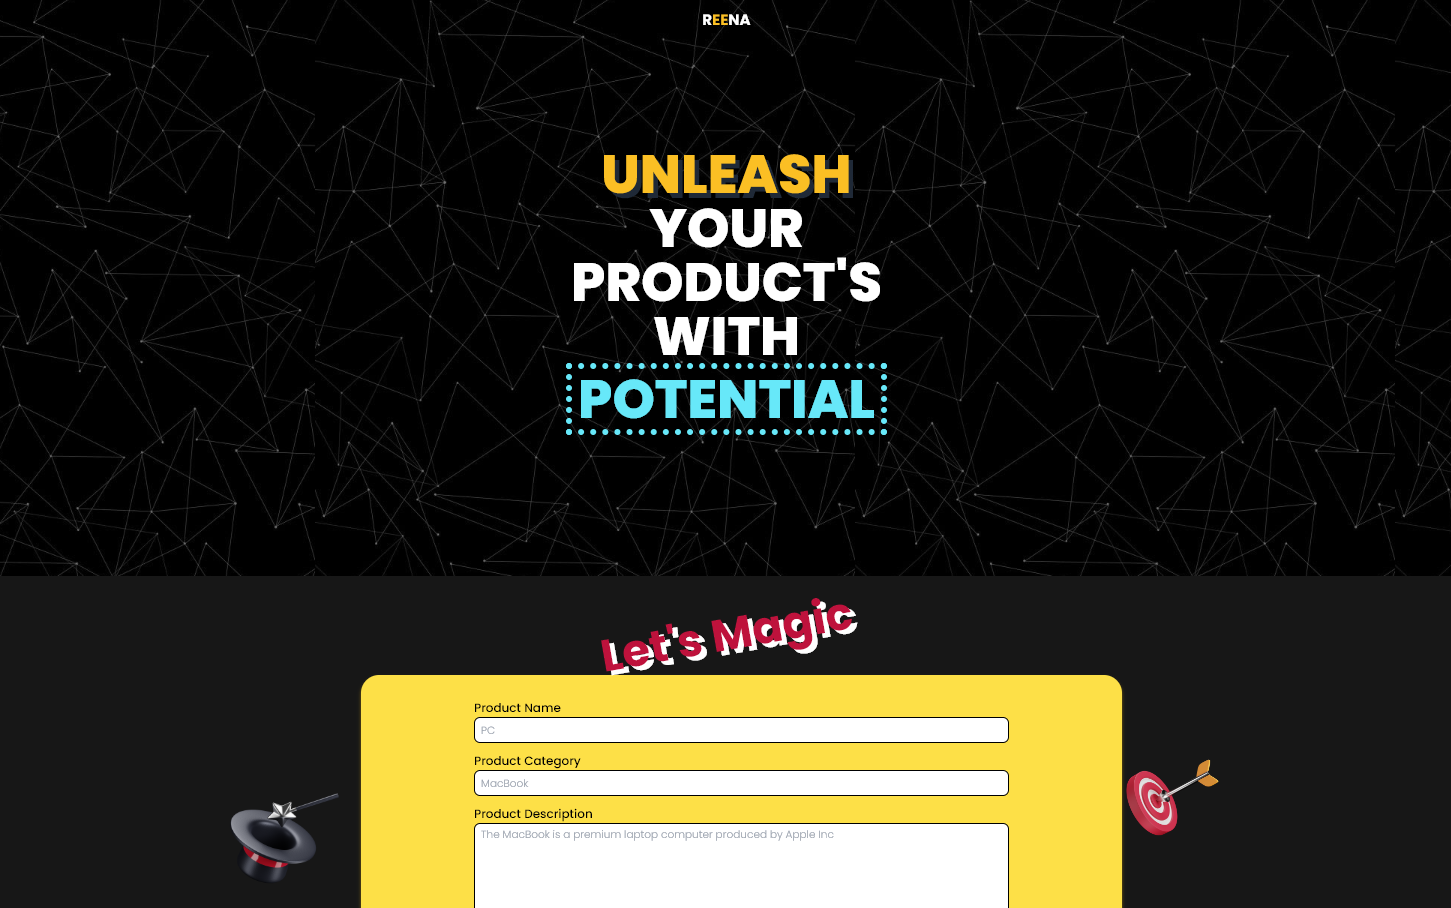 REENA
UNLEASH
YOUR
PRODUCT'S
WITH
POTENTIAL
Let's Magic
Product Name
PC
Product Category
MacBook
Product Description
The MacBook is a premium laptop computer produced by Apple Inc